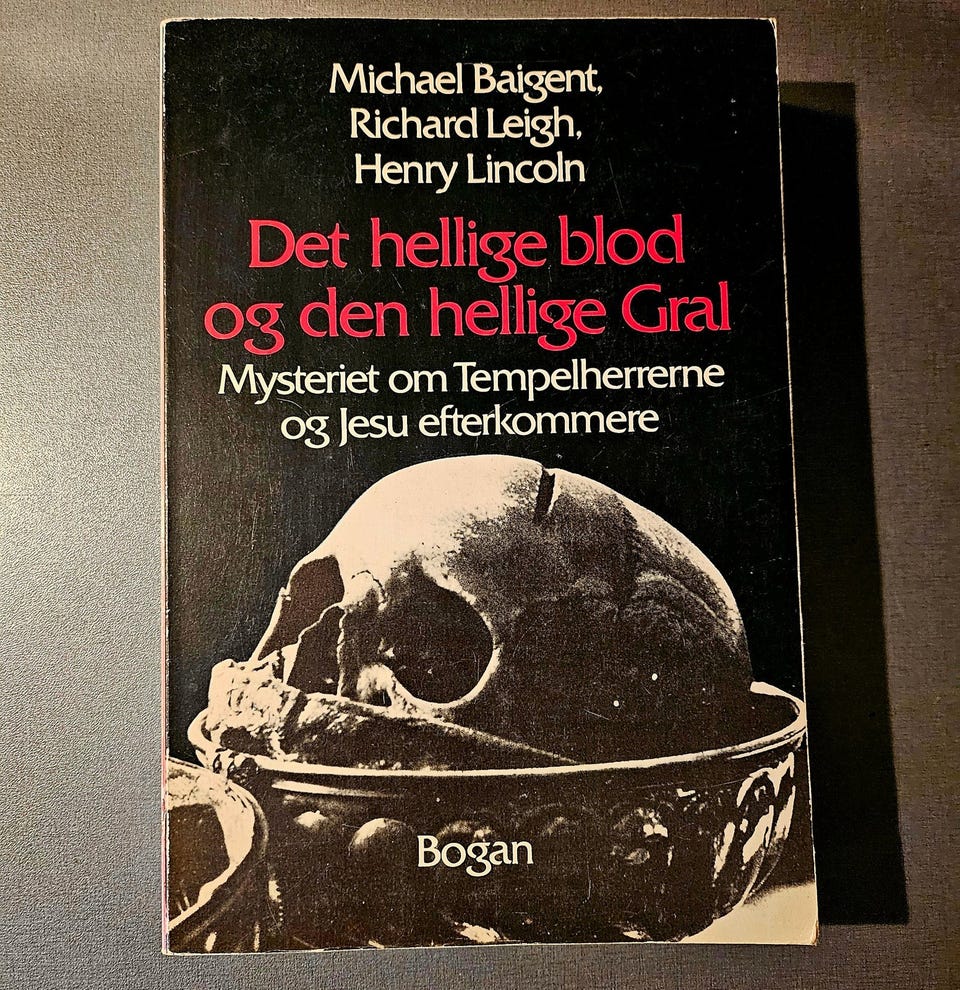 Michael Baigent,
Richard Leigh,
Henry Lincoln
Det hellige blod
og den hellige Gral
Mysteriet om Tempelherrerne
og Jesu efterkommere
Bogan